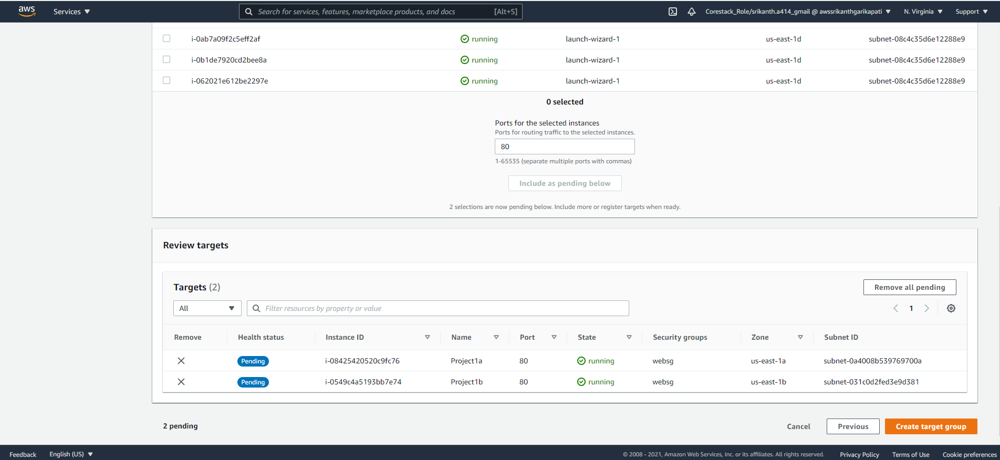 aws Services Search for services, features, marketplace products, and docs [Alt+S] Corestack_Role/srikanth.a414_gmail @ awssrikanthgarikapati N. Virginia Support
i-0ab7a09f2c5eff2af running launch-wizard-1 us-east-1d subnet-08c4c35d6e12288e9
i-0b1de7920cd2bee8a running launch-wizard-1 us-east-1d subnet-08c4c35d6e12288e9
i-062021e612be2297e running launch-wizard-1 us-east-1d subnet-08c4c35d6e12288e9
0 selected
Ports for the selected instances
Ports for routing traffic to the selected instances.
80
1-65535 (separate multiple ports with commas)
Include as pending below
2 selections are now pending below. Include more or register targets when ready.
Review targets
Targets (2) Remove all pending
All Filter resources by property or value 1
Remove Health status Instance ID Name Port State Security groups Zone Subnet ID
Pending i-08425420520c9fc76 Project1a 80 running websg us-east-1a subnet-0a4008b539769700a
Pending i-0549c4a5193bb7e74 Project1b 80 running websg us-east-1b subnet-031c0d2fed3e9d381
2 pending Cancel Previous Create target group
Feedback English (US) © 2008 - 2021, Amazon Web Services, Inc. or its affiliates. All rights reserved. Privacy Policy Terms of Use Cookie preferences